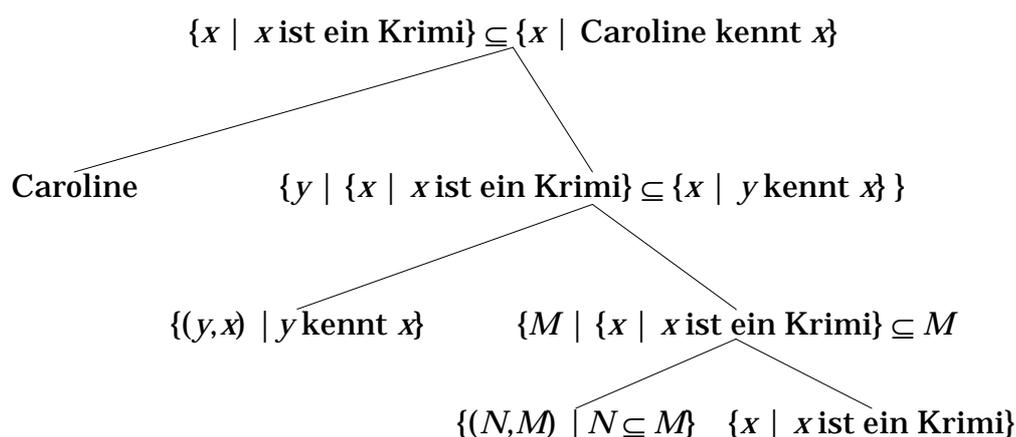 {x | x ist ein Krimi} ⊆ {x | Caroline kennt x}
Caroline {y | {x | x ist ein Krimi} ⊆ {x | y kennt x} }
{(y,x) | y kennt x} {M | {x | x ist ein Krimi} ⊆ M
{(N,M) | N ⊆ M} {x | x ist ein Krimi}